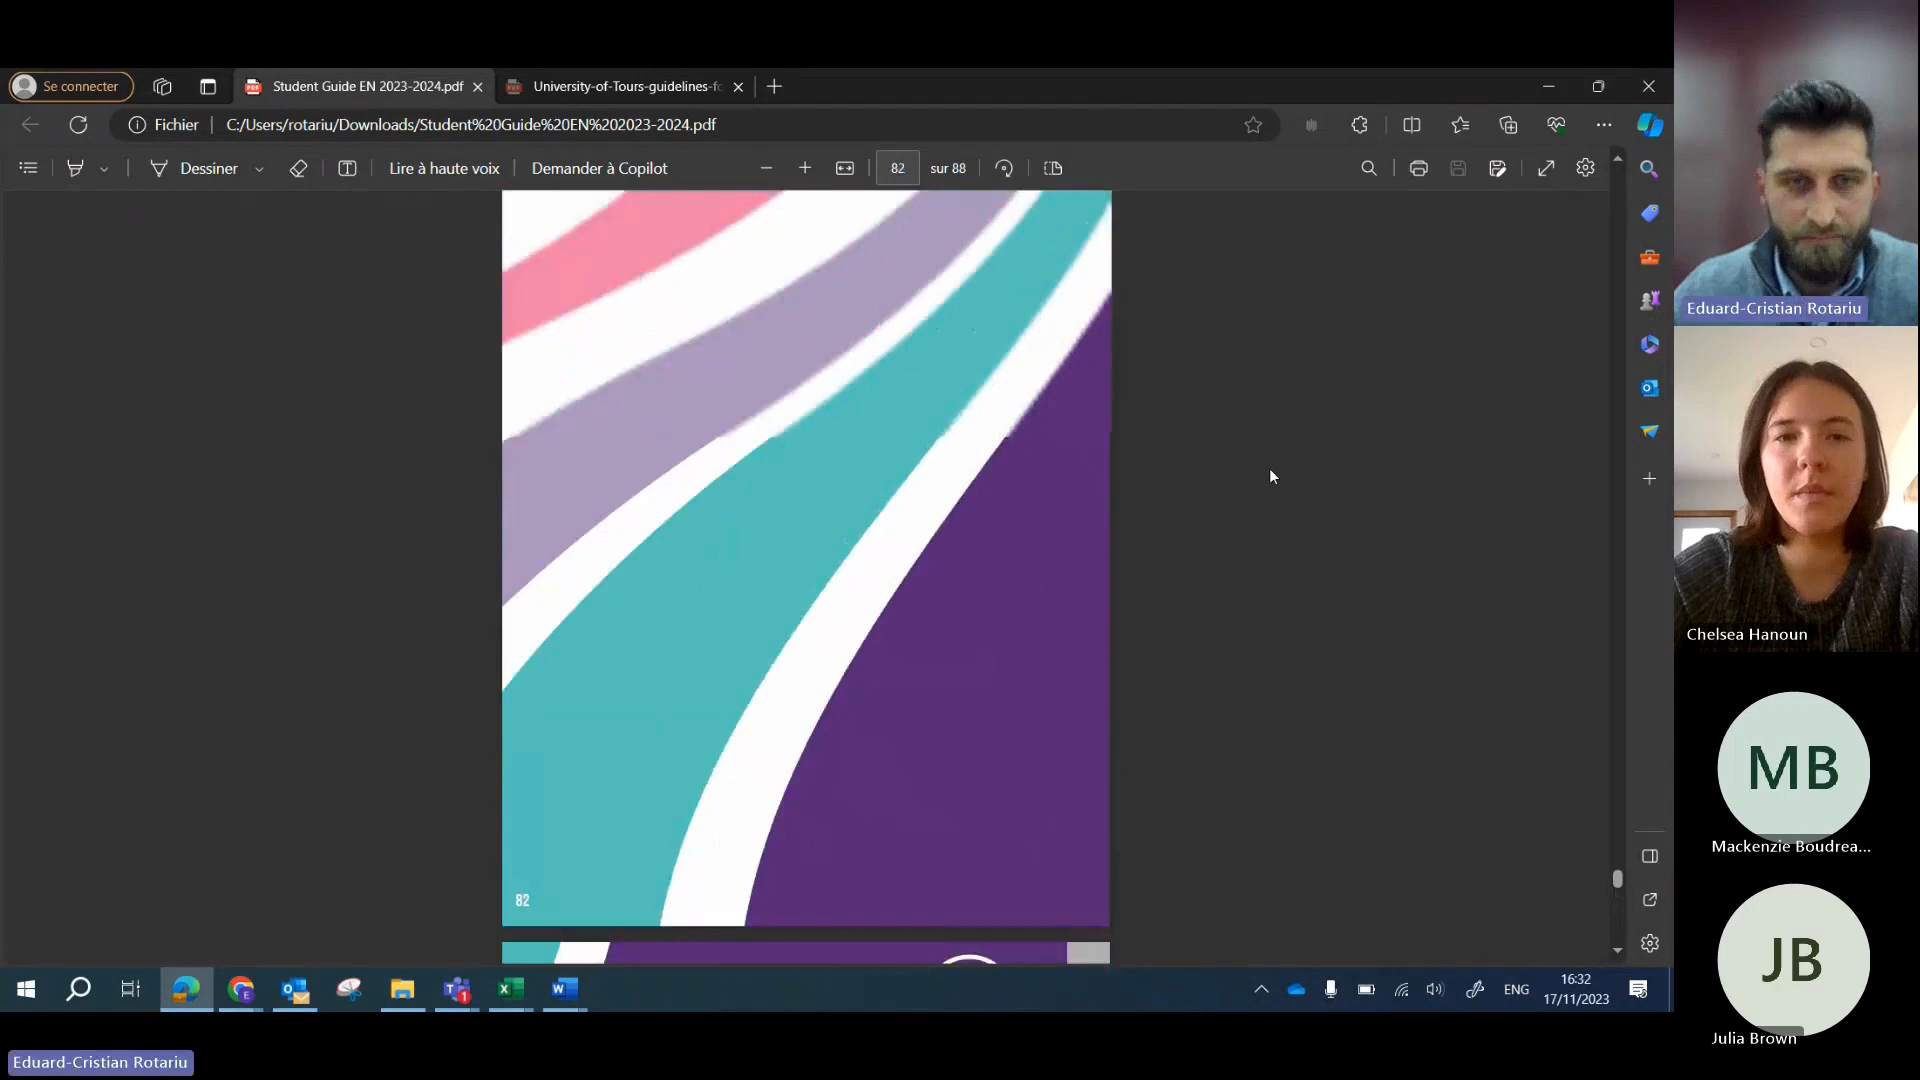 Se connecter
Student Guide EN 2023-2024.pdf
University-of-Tours-guidelines-fo
Fichier
C:/Users/rotariu/Downloads/Student%20Guide%20EN%202023-2024.pdf
Dessiner
Lire à haute voix
Demander à Copilot
82
sur 88
82
ENG
16:32
17/11/2023
Eduard-Cristian Rotariu
Chelsea Hanoun
MB
Mackenzie Boudrea...
JB
Julia Brown
Eduard-Cristian Rotariu